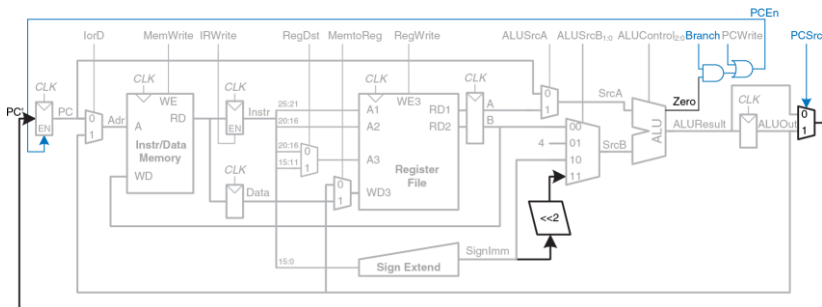 PCEn
IorD MemWrite IRWrite RegDst MemtoReg RegWrite ALUSrcA ALUSrcB1:0 ALUControl2:0 Branch PCWrite PCSrc
CLK CLK CLK CLK CLK CLK
PC' PC EN 0 1 Adr A WE RD Instr/Data Memory WD
EN Instr 25:21 A1 WE3 RD1 A 0 1 SrcA Zero
20:16 A2 RD2 B 00
4 01 SrcB ALU ALUResult ALUOut 0 1
20:16 15:11 0 1 A3 Register File 10
CLK
Data 0 1 WD3 11
<<2
SignImm
15:0 Sign Extend